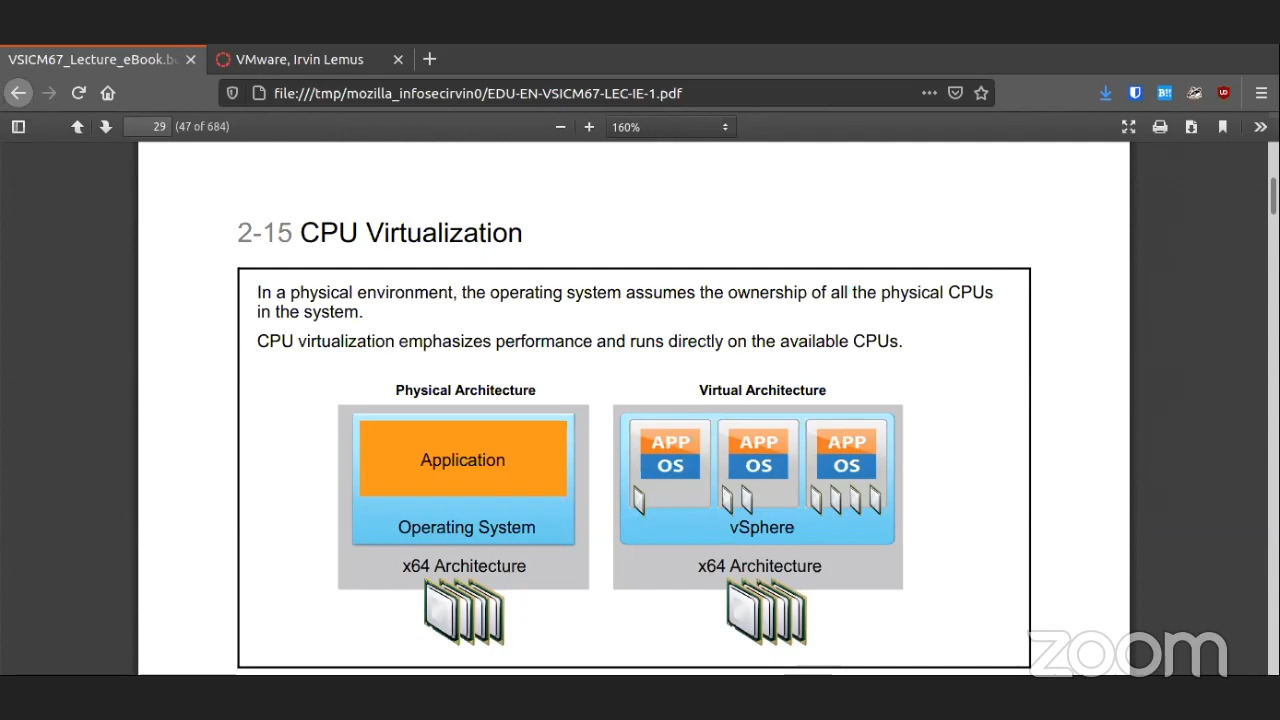 VSICM67_Lecture_eBook.bo
VMware, Irvin Lemus
file:///tmp/mozilla_infosecirvin0/EDU-EN-VSICM67-LEC-IE-1.pdf
29 (47 of 684)
160%
2-15 CPU Virtualization
In a physical environment, the operating system assumes the ownership of all the physical CPUs
in the system.
CPU virtualization emphasizes performance and runs directly on the available CPUs.
Physical Architecture
Virtual Architecture
Application
Operating System
x64 Architecture
APP
OS
APP
OS
APP
OS
vSphere
x64 Architecture
zoom